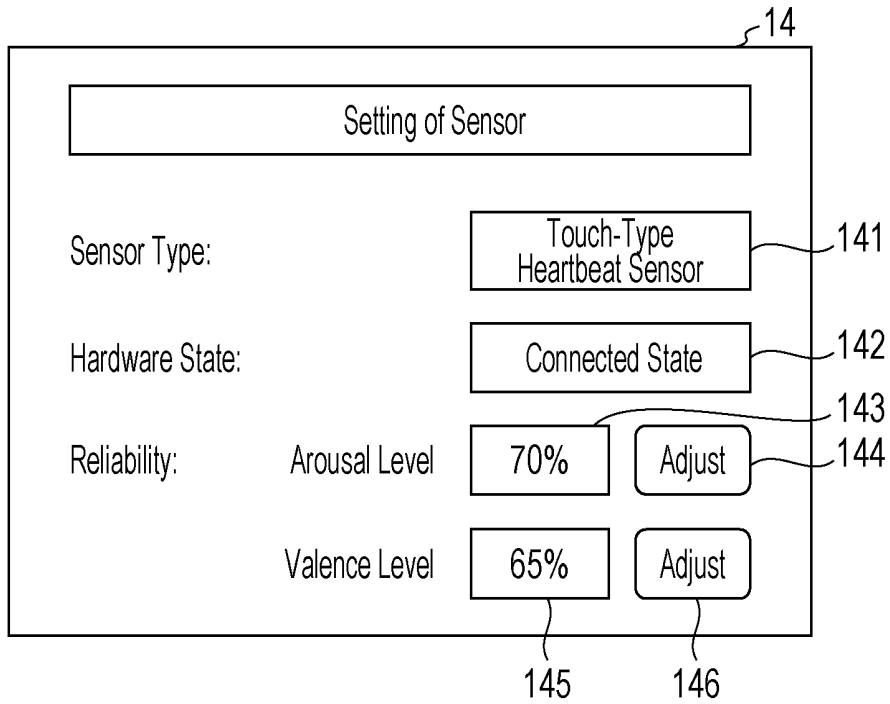 14
Setting of Sensor
Sensor Type:
Touch-Type
Heartbeat Sensor
141
Hardware State:
Connected State
142
143
Reliability:
Arousal Level
70%
Adjust
144
Valence Level
65%
Adjust
145
146